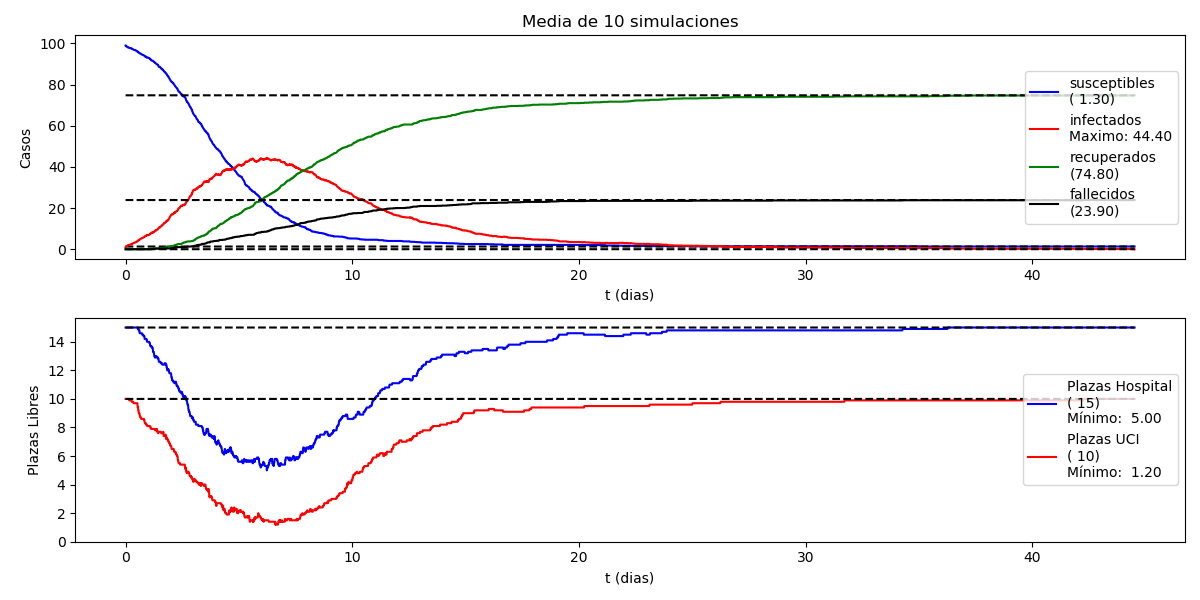 Media de 10 simulaciones
100
80
60
40
20
0
Casos
susceptibles
( 1.30)
infectados
Maximo: 44.40
recuperados
(74.80)
fallecidos
(23.90)
0
10
20
30
40
t (dias)
14
12
10
8
6
4
2
0
Plazas Libres
Plazas Hospital
( 15)
Mínimo:  5.00
Plazas UCI
( 10)
Mínimo:  1.20
0
10
20
30
40
t (dias)